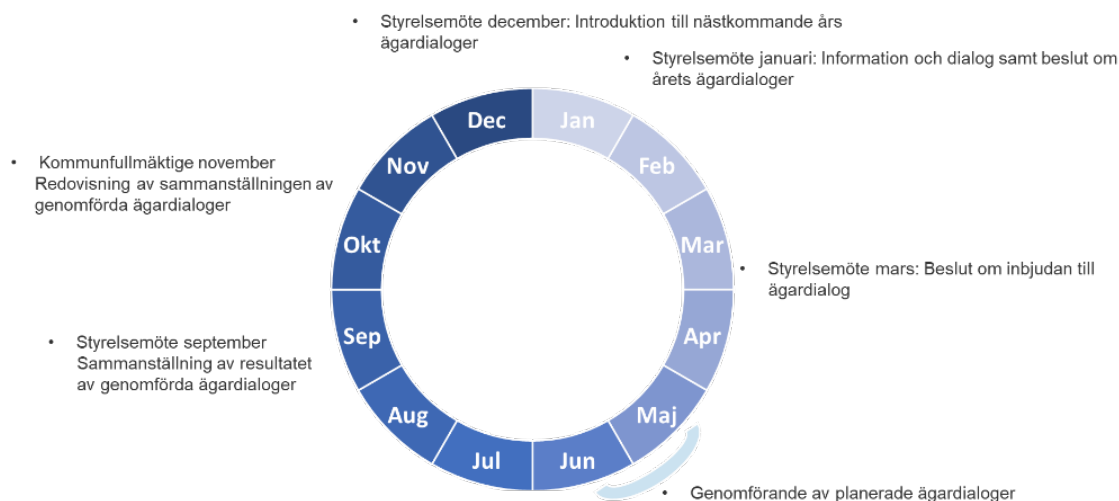 • Styrelsemöte december: Introduktion till nästkommande års
ägardialoger
• Styrelsemöte januari: Information och dialog samt beslut om
årets ägardialoger
Dec
Jan
Nov
Feb
• Kommunfullmäktige november
Redovisning av sammanställningen av
genomförda ägardialoger
Okt
Mar
• Styrelsemöte mars: Beslut om inbjudan till
ägardialog
• Styrelsemöte september
Sammanställning av resultatet
av genomförda ägardialoger
Sep
Apr
Aug
Maj
Jul
Jun
• Genomförande av planerade ägardialoger